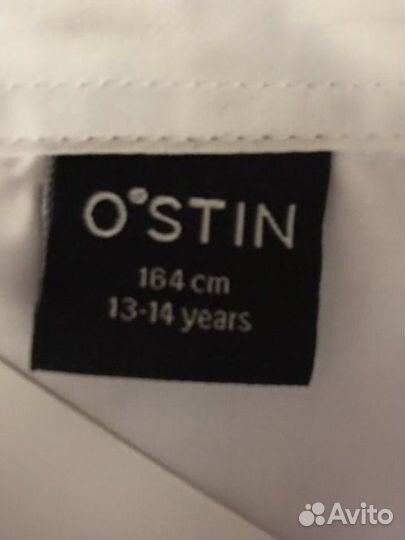 O°STIN
164 cm
13-14 years
Avito